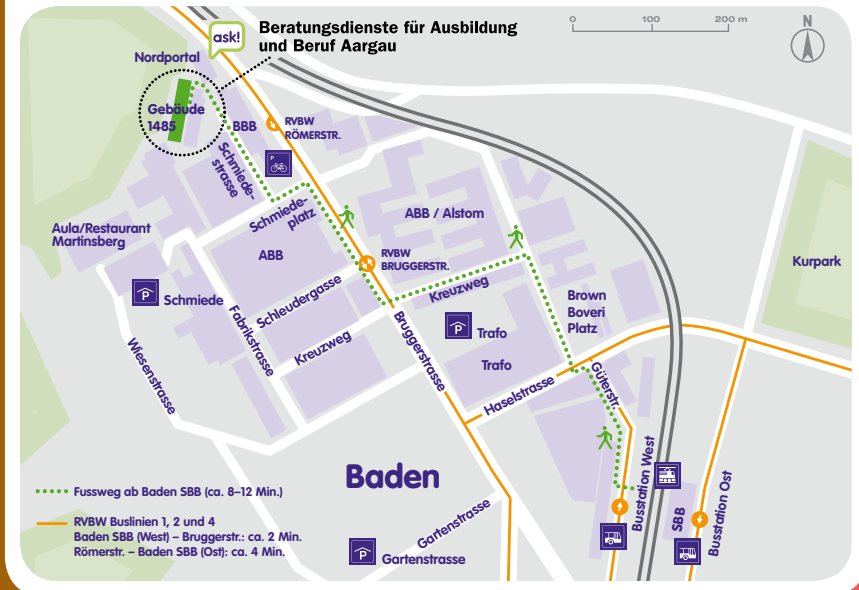 ask!
Beratungsdienste für Ausbildung
und Beruf Aargau
0 100 200 m
N
Nordportal
Gebäude
1485
BBB
RVBW
RÖMERSTR.
P
Schmiede-
strasse
Schmiede-
platz
ABB / Alstom
Aula/Restaurant
Martinsberg
ABB
RVBW
BRUGGERSTR.
Kurpark
P
Schmiede
Schleudergasse
Kreuzweg
Brown
Boveri
Platz
Fabrikstrasse
Kreuzweg
P
Trafo
Trafo
Wiesenstrasse
Bruggerstrasse
Haselstrasse
Güterstr.
Baden
Busstation West
SBB
Busstation Ost
Gartenstrasse
P
Gartenstrasse
Fussweg ab Baden SBB (ca. 8–12 Min.)
RVBW Buslinien 1, 2 und 4
Baden SBB (West) – Bruggerstr.: ca. 2 Min.
Römerstr. – Baden SBB (Ost): ca. 4 Min.